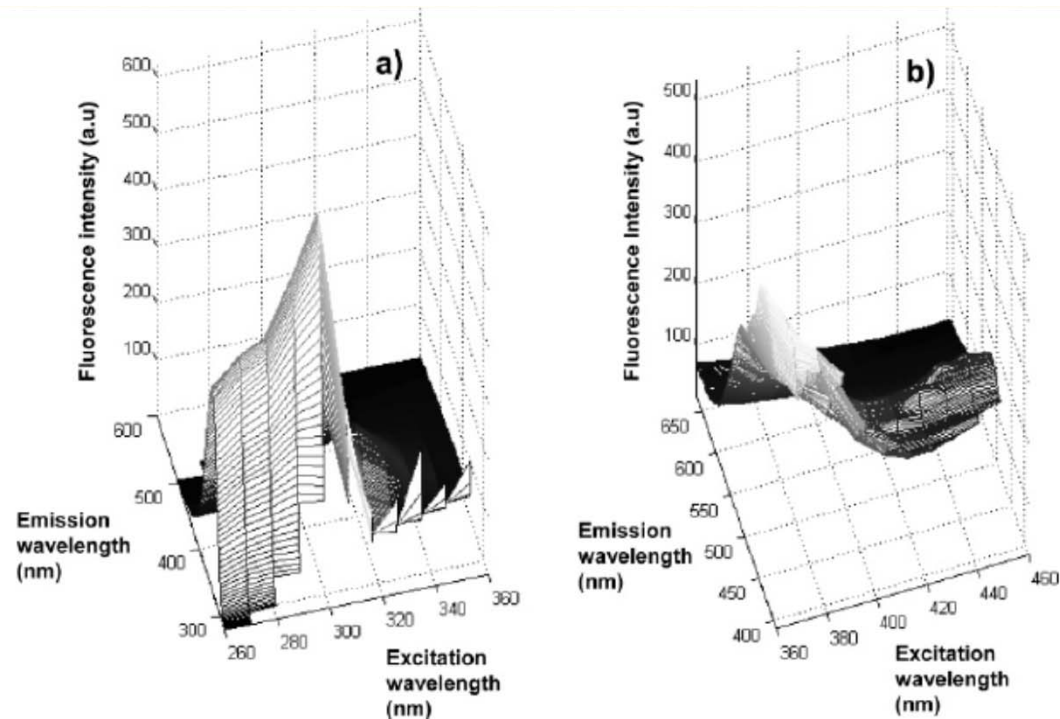 a)
600
500
400
300
200
100
Fluorescence intensity (a.u)
600
500
400
300
Emission
wavelength
(nm)
260
280
300
320
340
360
Excitation
wavelength
(nm)
b)
500
400
300
200
100
Fluorescence Intensity (a.u)
650
600
550
500
450
400
Emission
wavelength
(nm)
360
380
400
420
440
460
Excitation
wavelength
(nm)